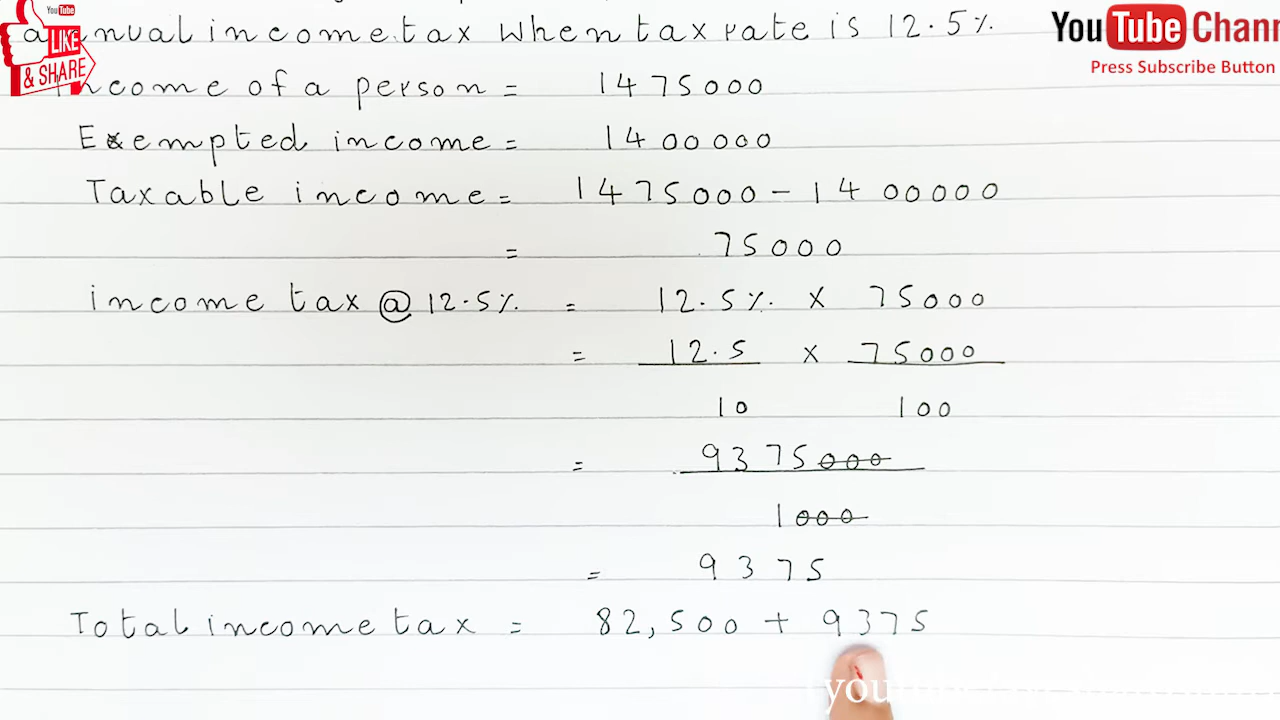 YouTube
LIKE
& SHARE
YouTube Chann
Press Subscribe Button
annual income tax when tax rate is 12.5%.
income of a person = 1475000
Exempted income = 1400000
Taxable income = 1475000 - 1400000
= 75000
income tax @ 12.5% = 12.5% x 75000
= 12.5 x 75000
10 100
= 9375000
1000
= 9375
Total income tax = 82,500 + 9375